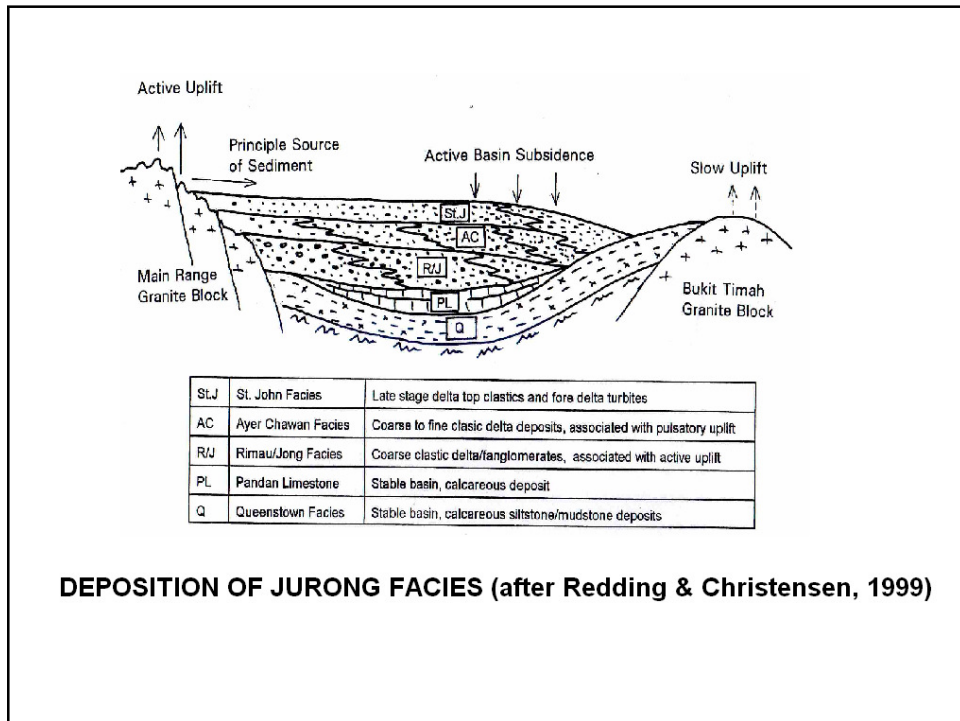 Active Uplift
Principle Source
of Sediment
Active Basin Subsidence
Slow Uplift
St.J
AC
R/J
PL
Q
Main Range
Granite Block
Bukit Timah
Granite Block
St.J St. John Facies Late stage delta top clastics and fore delta turbites
AC Ayer Chawan Facies Coarse to fine clasic delta deposits, associated with pulsatory uplift
R/J Rimau/Jong Facies Coarse clastic delta/fanglomerates, associated with active uplift
PL Pandan Limestone Stable basin, calcareous deposit
Q Queenstown Facies Stable basin, calcareous siltstone/mudstone deposits
DEPOSITION OF JURONG FACIES (after Redding & Christensen, 1999)